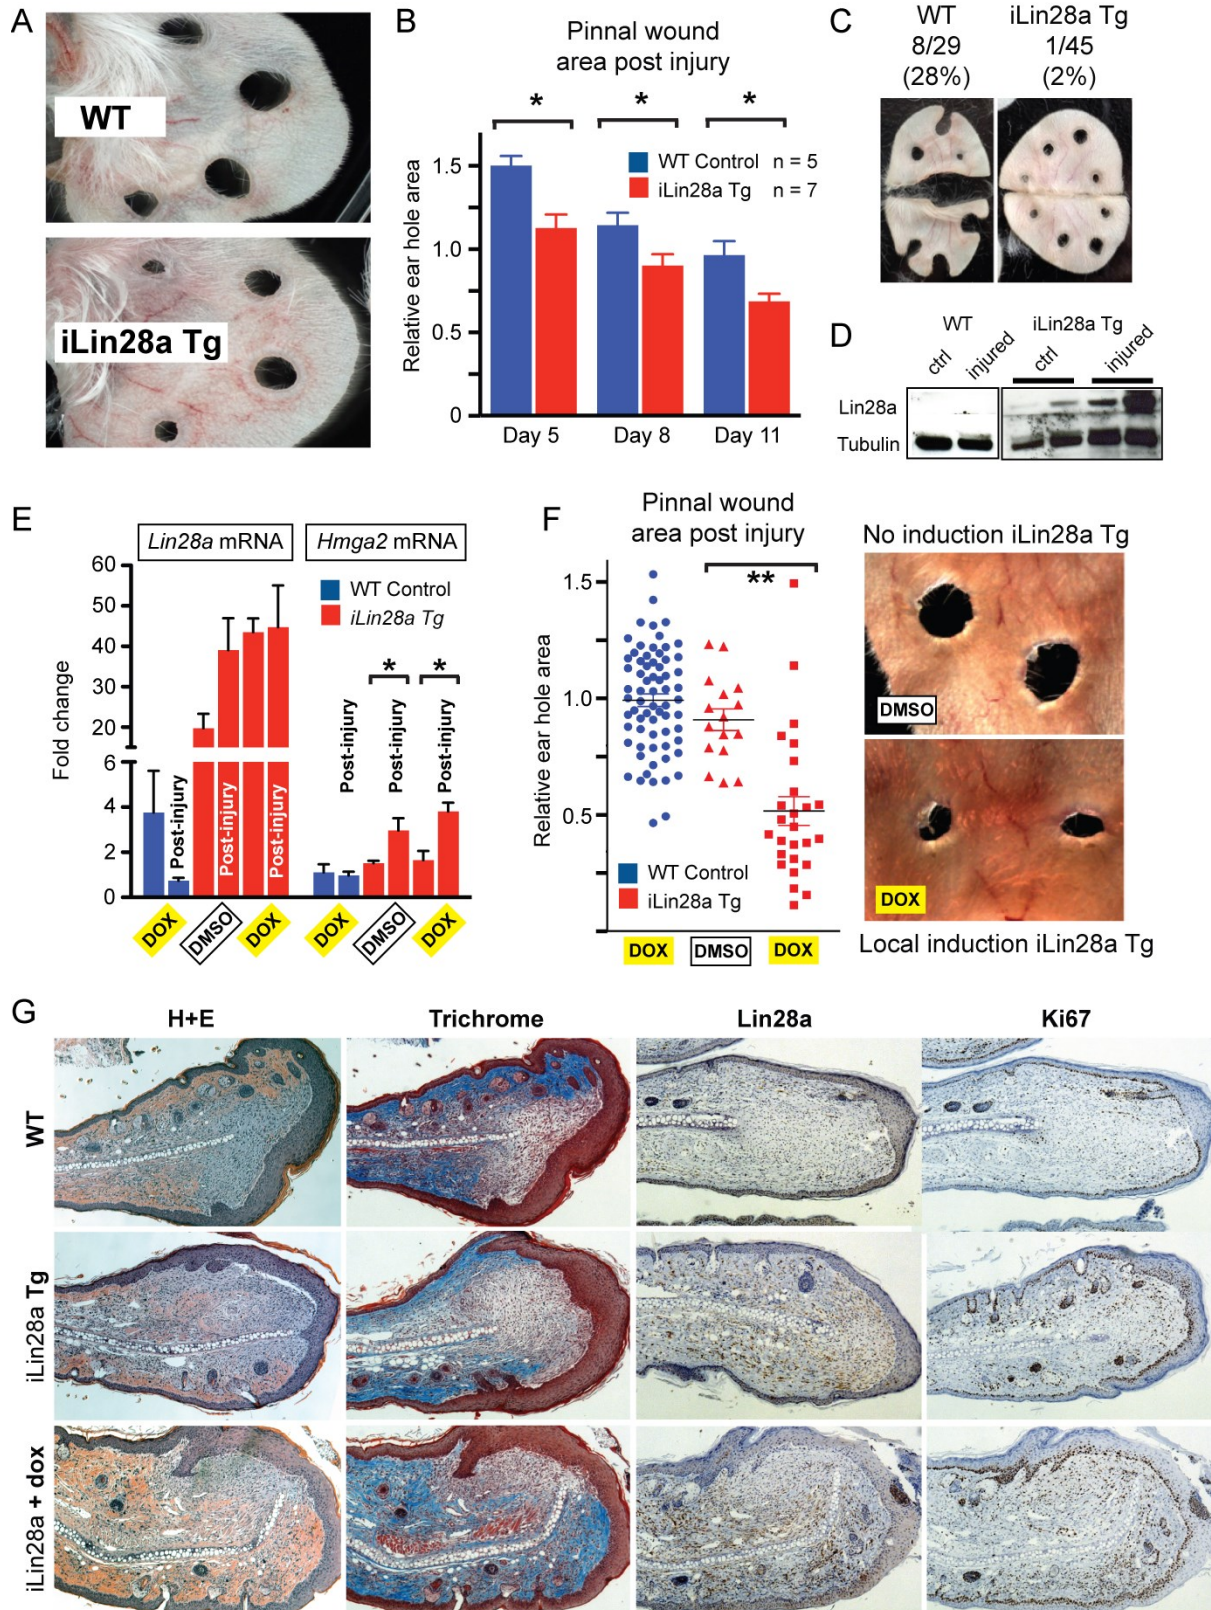 A
WT
iLin28a Tg
B
Pinnal wound
area post injury
*
*
*
WT Control n = 5
iLin28a Tg n = 7
Relative ear hole area
1.5
1.0
0.5
0
Day 5
Day 8
Day 11
C
WT
8/29
(28%)
iLin28a Tg
1/45
(2%)
D
WT
iLin28a Tg
ctrl
injured
ctrl
injured
Lin28a
Tubulin
E
Lin28a mRNA
Hmga2 mRNA
WT Control
iLin28a Tg
Fold change
60
50
40
30
20
6
4
2
0
Post-injury
Post-injury
Post-injury
Post-injury
Post-injury
Post-injury
*
*
DOX
DMSO
DOX
DOX
DMSO
DOX
F
Pinnal wound
area post injury
**
Relative ear hole area
1.5
1.0
0.5
WT Control
iLin28a Tg
DOX
DMSO
DOX
No induction iLin28a Tg
DMSO
DOX
Local induction iLin28a Tg
G
H+E
Trichrome
Lin28a
Ki67
WT
iLin28a Tg
iLin28a + dox